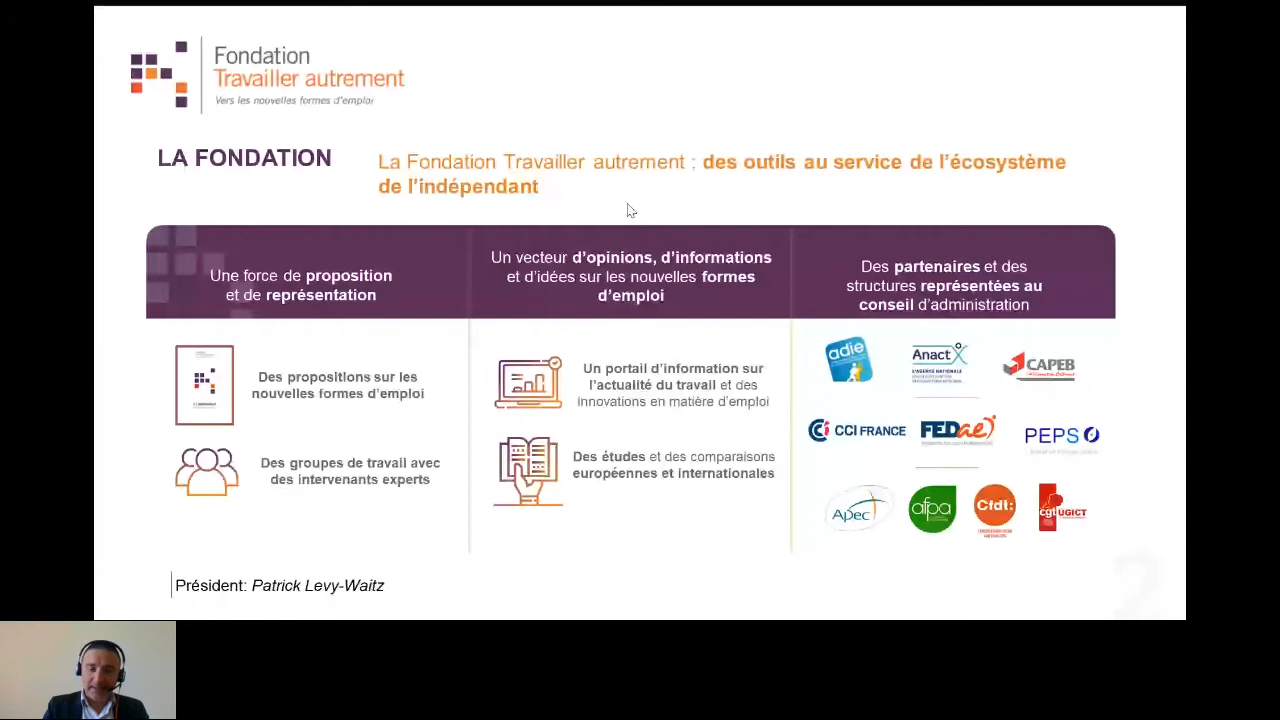 Fondation
Travailler autrement
Vers les nouvelles formes d'emploi
LA FONDATION
La Fondation Travailler autrement : des outils au service de l'écosystème
de l'indépendant
Une force de proposition
et de représentation
Un vecteur d'opinions, d'informations
et d'idées sur les nouvelles formes
d'emploi
Des partenaires et des
structures représentées au
conseil d'administration
Des propositions sur les
nouvelles formes d'emploi
Des groupes de travail avec
des intervenants experts
Un portail d'information sur
l'actualité du travail et des
innovations en matière d'emploi
Des études et des comparaisons
européennes et internationales
adie
Anact
CAPEB
CCI FRANCE
FEDae
PEPS
Apec
afpa
Cfdt:
cgt UGICT
Président: Patrick Levy-Waitz
2